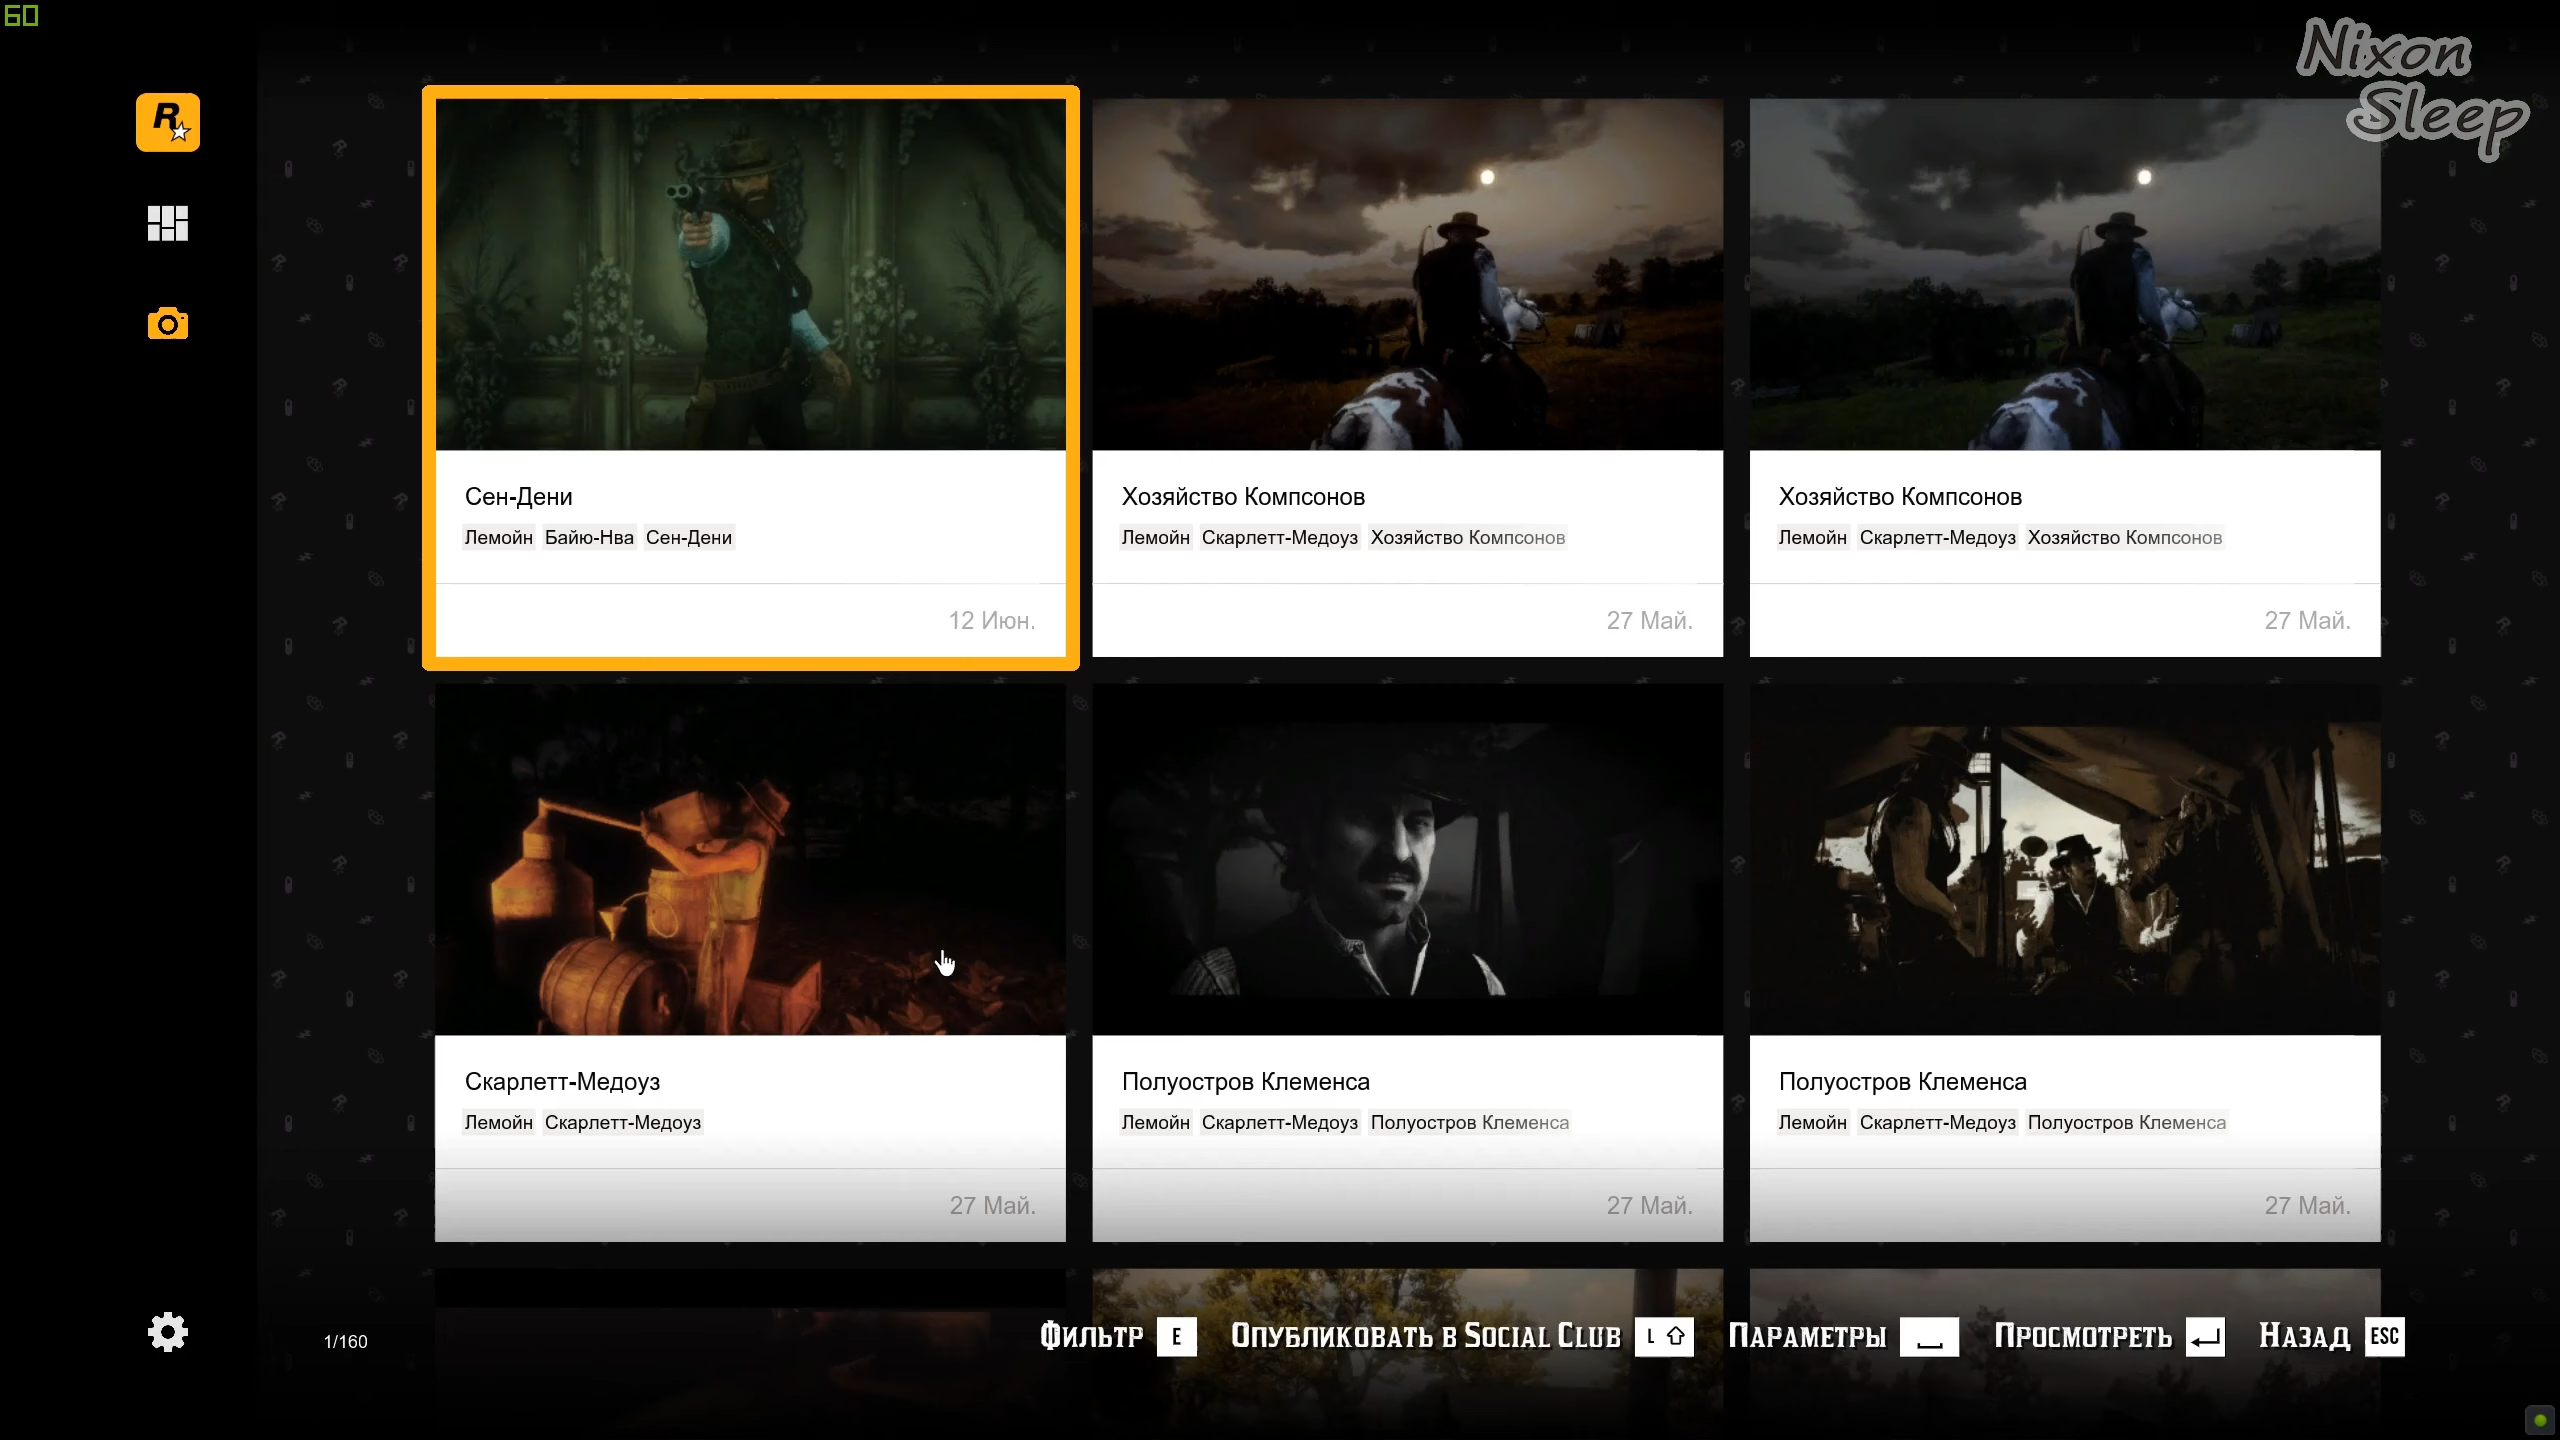 60
Nixon
Sleep
R
Сен-Дени
Лемойн Байю-Нва Сен-Дени
12 Июн.
Хозяйство Компсонов
Лемойн Скарлетт-Медоуз Хозяйство Компсонов
27 Май.
Хозяйство Компсонов
Лемойн Скарлетт-Медоуз Хозяйство Компсонов
27 Май.
Скарлетт-Медоуз
Лемойн Скарлетт-Медоуз
27 Май.
Полуостров Клеменса
Лемойн Скарлетт-Медоуз Полуостров Клеменса
27 Май.
Полуостров Клеменса
Лемойн Скарлетт-Медоуз Полуостров Клеменса
27 Май.
1/160
Фильтр E Опубликовать в Social Club L Параметры Просмотреть Назад ESC